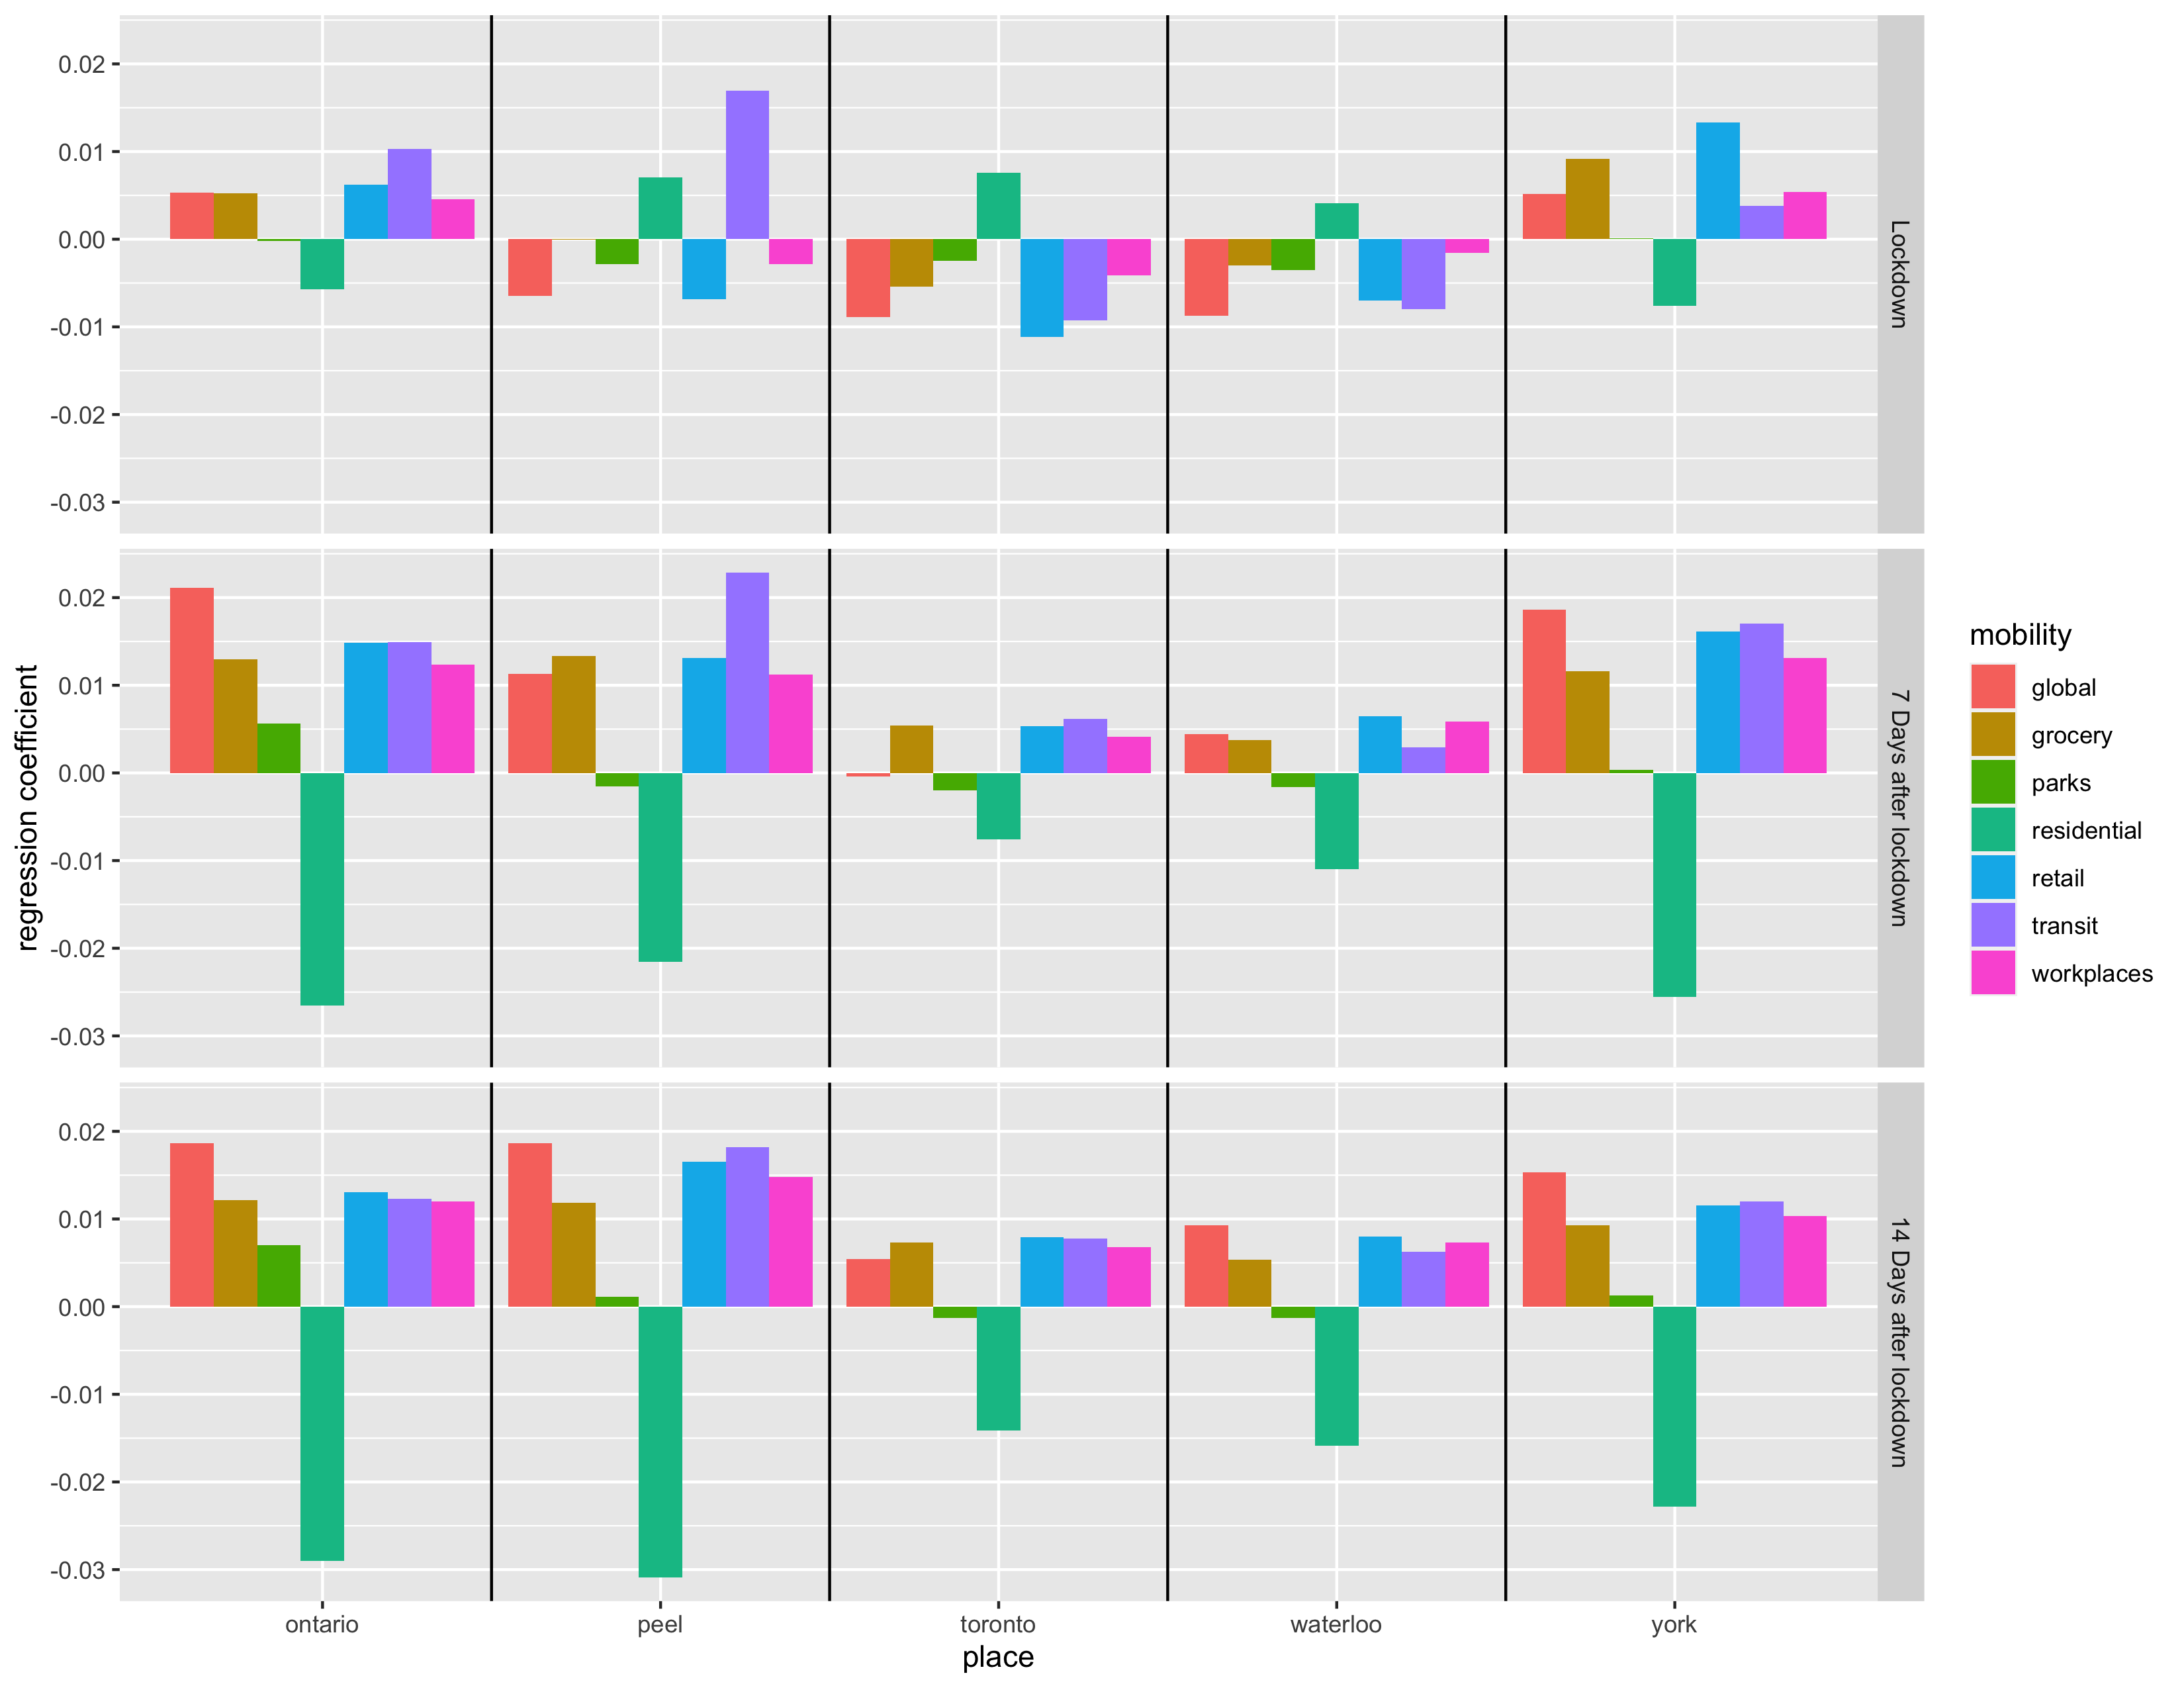 0.02
0.01
0.00
-0.01
-0.02
-0.03
Lockdown
0.02
0.01
0.00
-0.01
-0.02
-0.03
7 Days after lockdown
0.02
0.01
0.00
-0.01
-0.02
-0.03
14 Days after lockdown
regression coefficient
ontario peel toronto waterloo york
place
mobility
global
grocery
parks
residential
retail
transit
workplaces